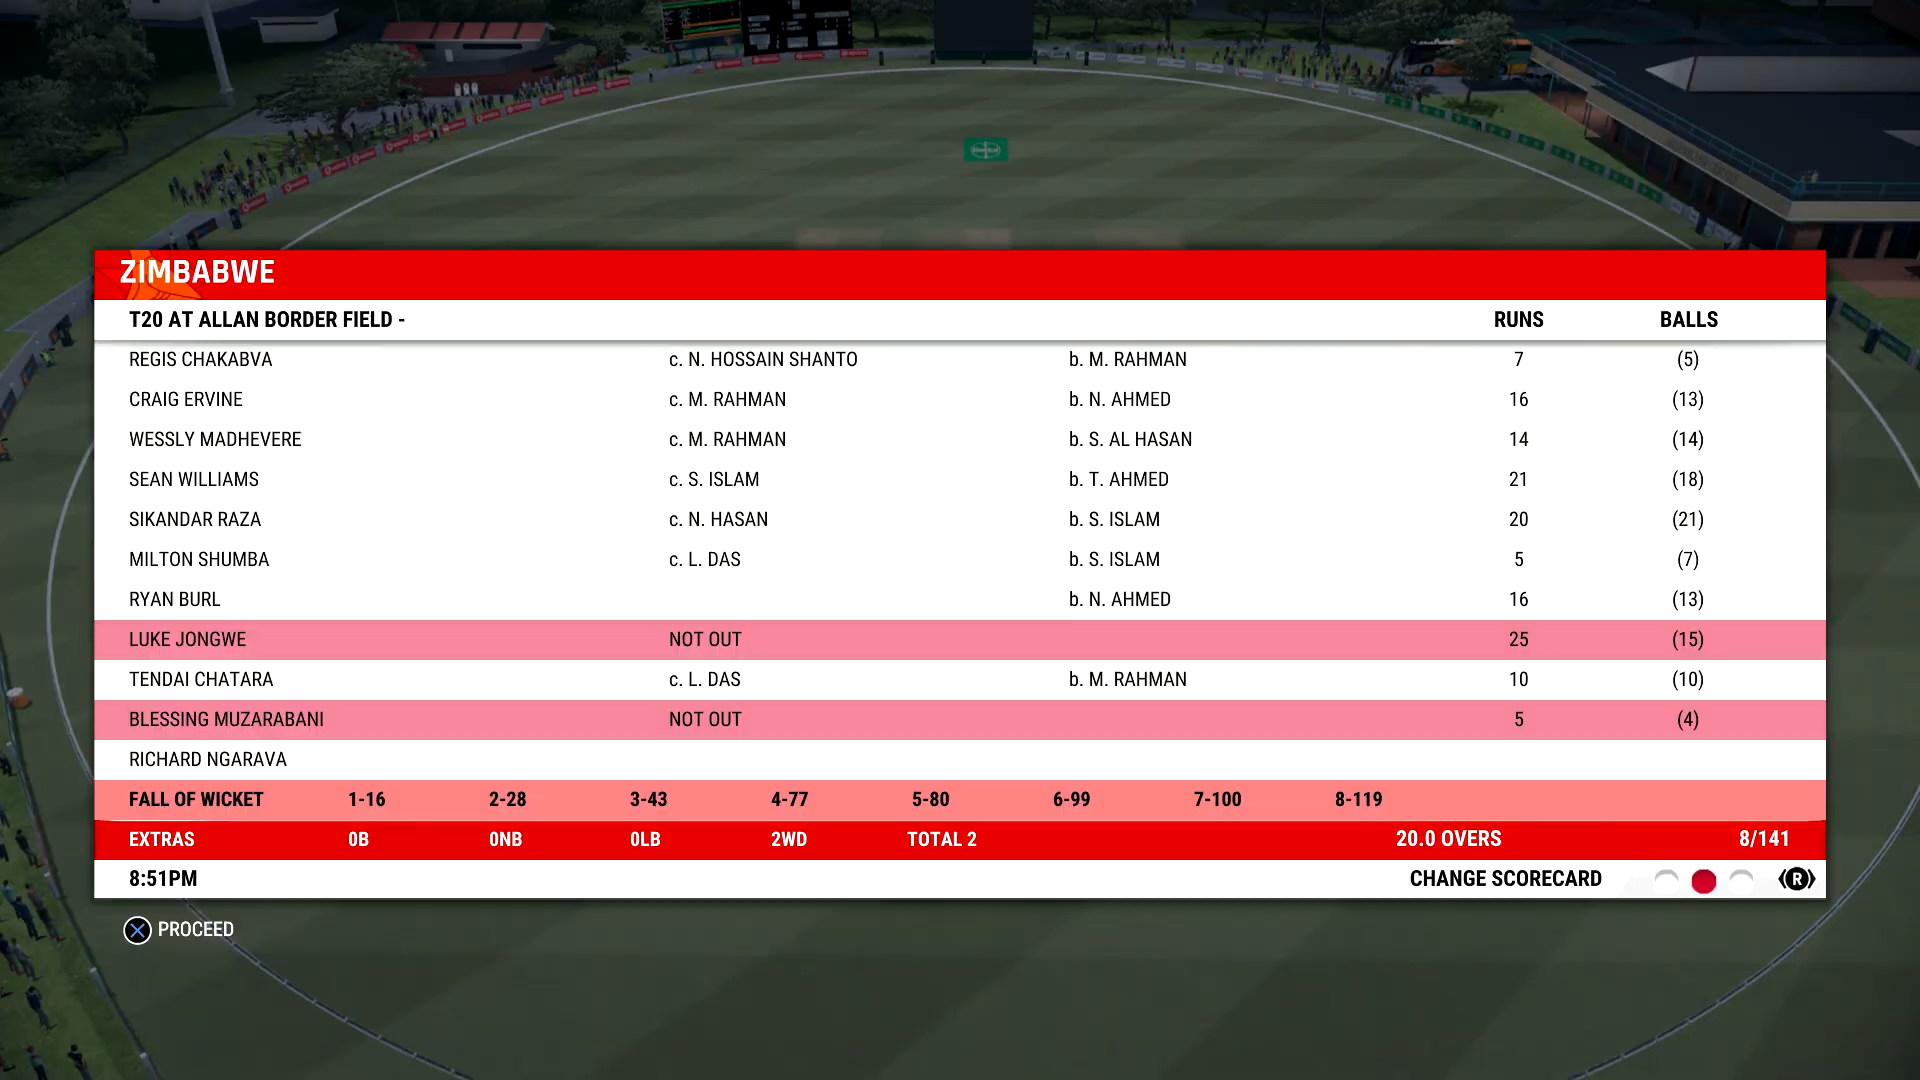 ZIMBABWE
T20 AT ALLAN BORDER FIELD - RUNS BALLS
REGIS CHAKABVA c. N. HOSSAIN SHANTO b. M. RAHMAN 7 (5)
CRAIG ERVINE c. M. RAHMAN b. N. AHMED 16 (13)
WESSLY MADHEVERE c. M. RAHMAN b. S. AL HASAN 14 (14)
SEAN WILLIAMS c. S. ISLAM b. T. AHMED 21 (18)
SIKANDAR RAZA c. N. HASAN b. S. ISLAM 20 (21)
MILTON SHUMBA c. L. DAS b. S. ISLAM 5 (7)
RYAN BURL b. N. AHMED 16 (13)
LUKE JONGWE NOT OUT 25 (15)
TENDAI CHATARA c. L. DAS b. M. RAHMAN 10 (10)
BLESSING MUZARABANI NOT OUT 5 (4)
RICHARD NGARAVA
FALL OF WICKET 1-16 2-28 3-43 4-77 5-80 6-99 7-100 8-119
EXTRAS 0B 0NB 0LB 2WD TOTAL 2 20.0 OVERS 8/141
8:51PM CHANGE SCORECARD R
PROCEED